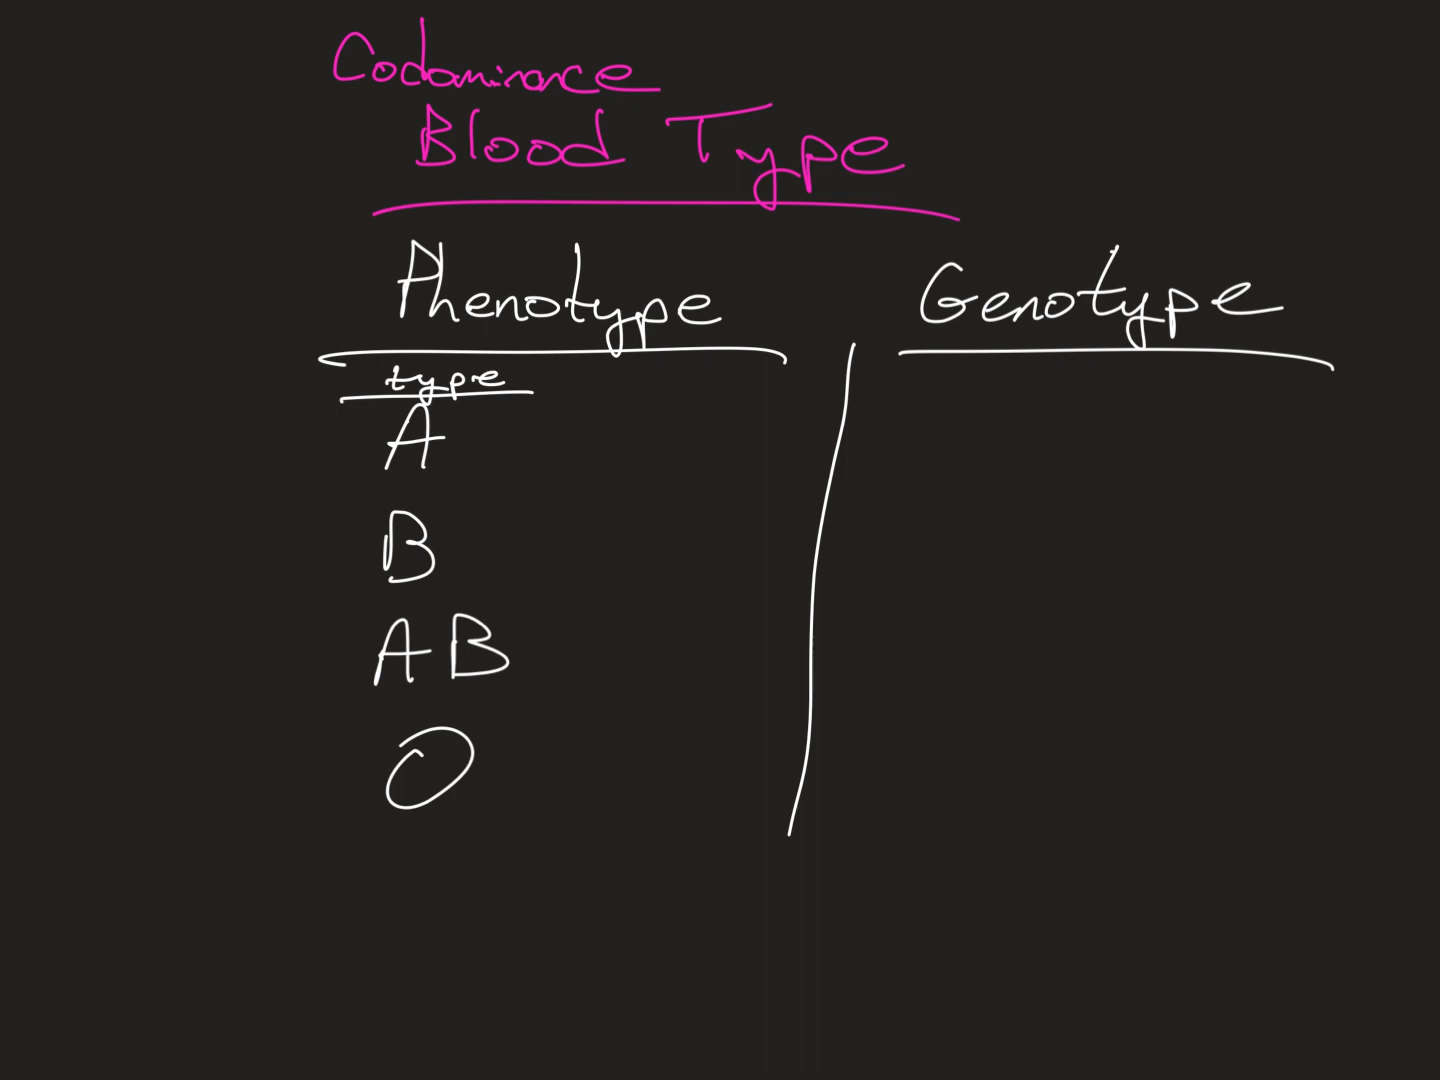 Codominance
Blood Type
Phenotype Genotype
type
A
B
AB
O